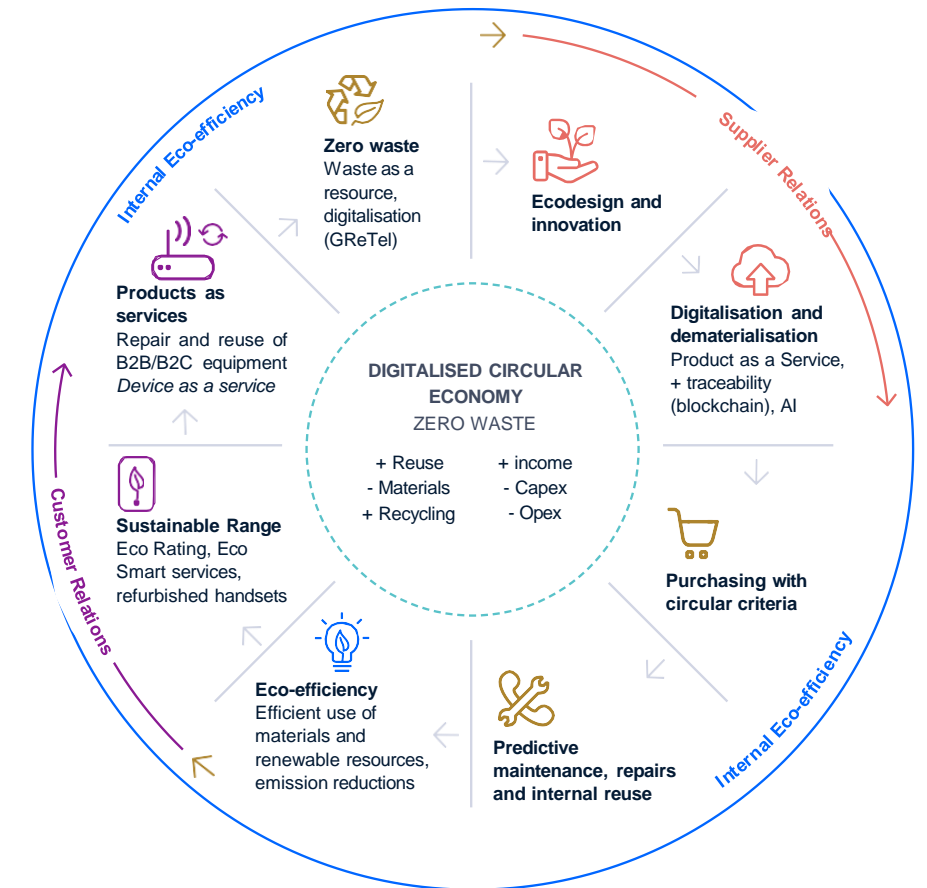 Internal Eco-efficiency
Supplier Relations
Zero waste
Waste as a
resource,
digitalisation
(GReTel)
Ecodesign and
innovation
Digitalisation and
dematerialisation
Product as a Service,
+ traceability
(blockchain), AI
Purchasing with
circular criteria
Internal Eco-efficiency
Predictive
maintenance, repairs
and internal reuse
Eco-efficiency
Efficient use of
materials and
renewable resources,
emission reductions
Customer Relations
Sustainable Range
Eco Rating, Eco
Smart services,
refurbished handsets
Products as
services
Repair and reuse of
B2B/B2C equipment
Device as a service
DIGITALISED CIRCULAR
ECONOMY
ZERO WASTE
+ Reuse
- Materials
+ Recycling
+ income
- Capex
- Opex